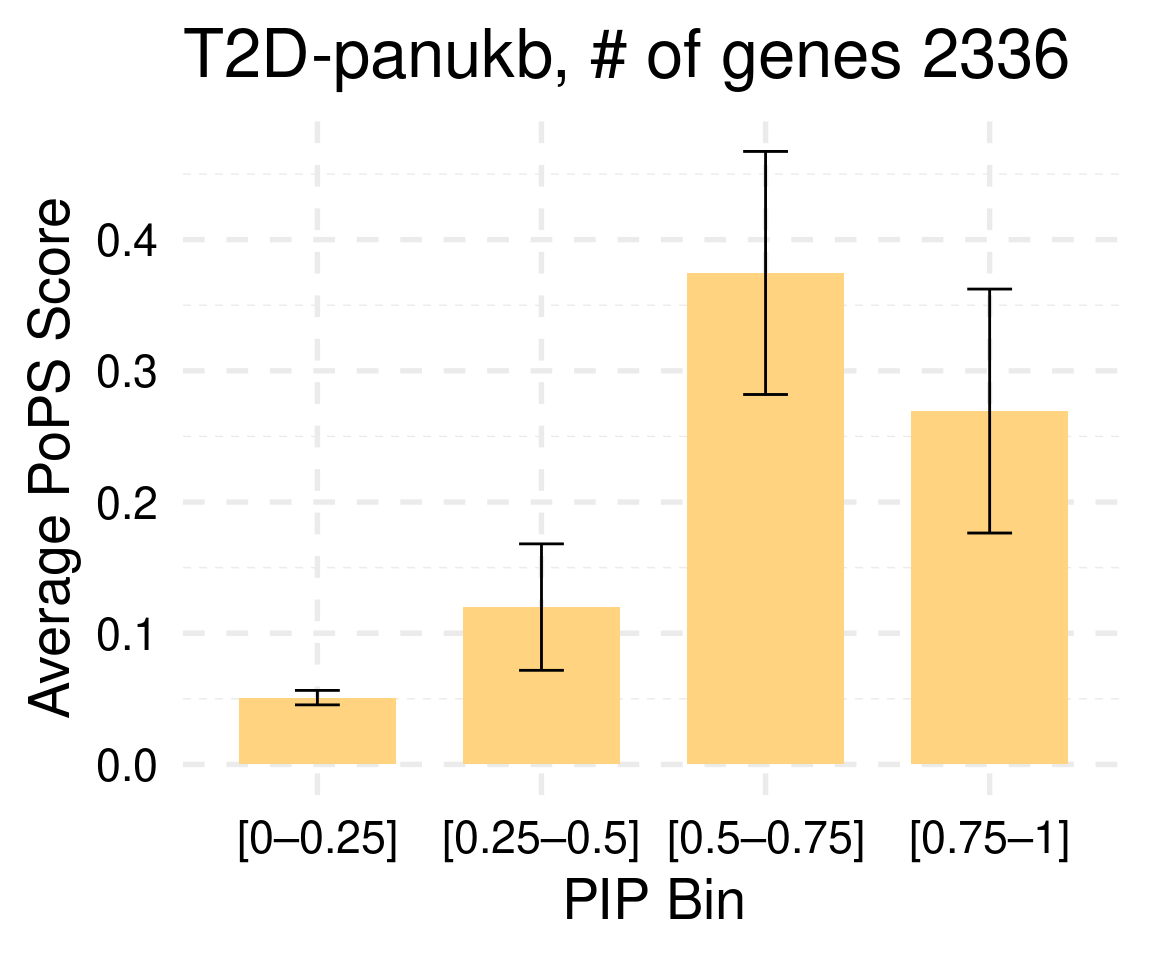 T2D-panukb, # of genes 2336
Average PoPS Score
0.4
0.3
0.2
0.1
0.0
[0–0.25] [0.25–0.5] [0.5–0.75] [0.75–1]
PIP Bin